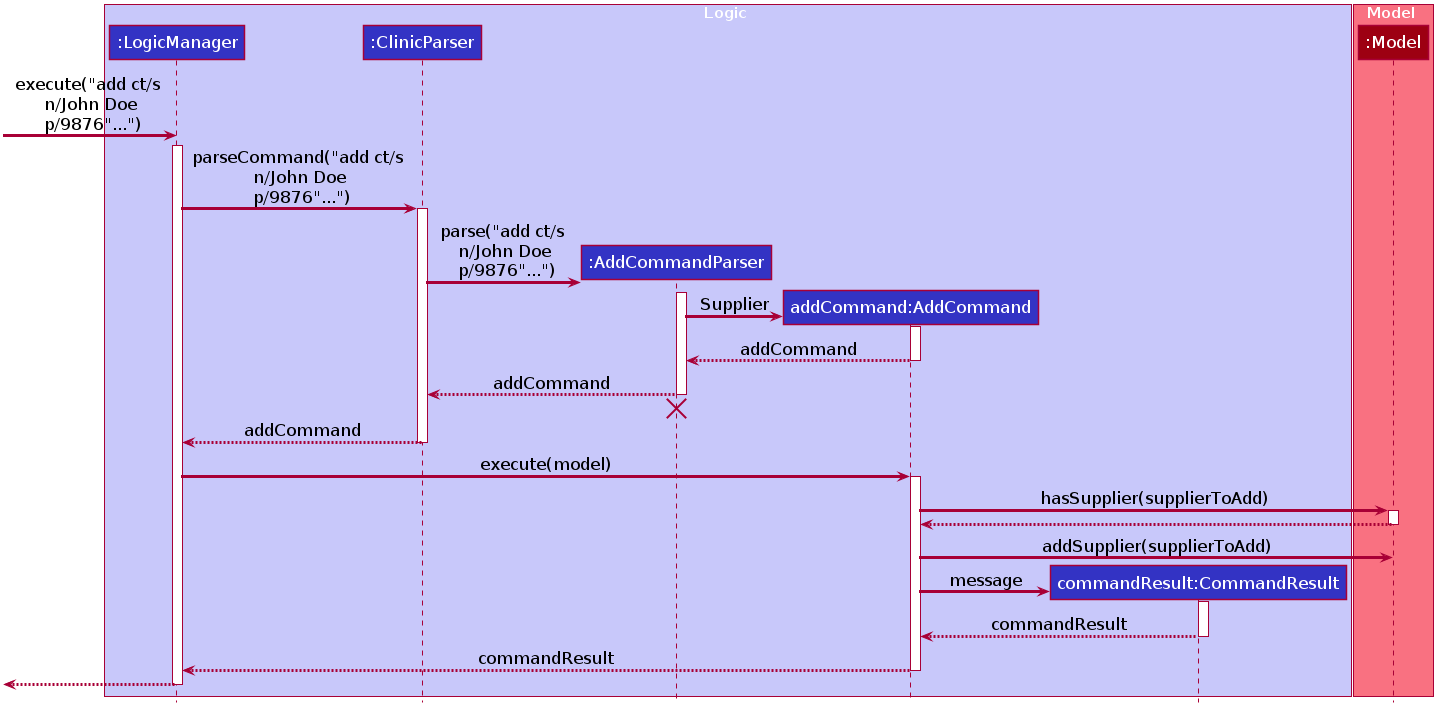 Logic
Model
:LogicManager
:ClinicParser
:Model
execute("add ct/s
n/John Doe
p/9876"...")
parseCommand("add ct/s
n/John Doe
p/9876"...")
parse("add ct/s
n/John Doe
p/9876"...")
:AddCommandParser
Supplier
addCommand:AddCommand
addCommand
addCommand
addCommand
execute(model)
hasSupplier(supplierToAdd)
addSupplier(supplierToAdd)
message
commandResult:CommandResult
commandResult
commandResult